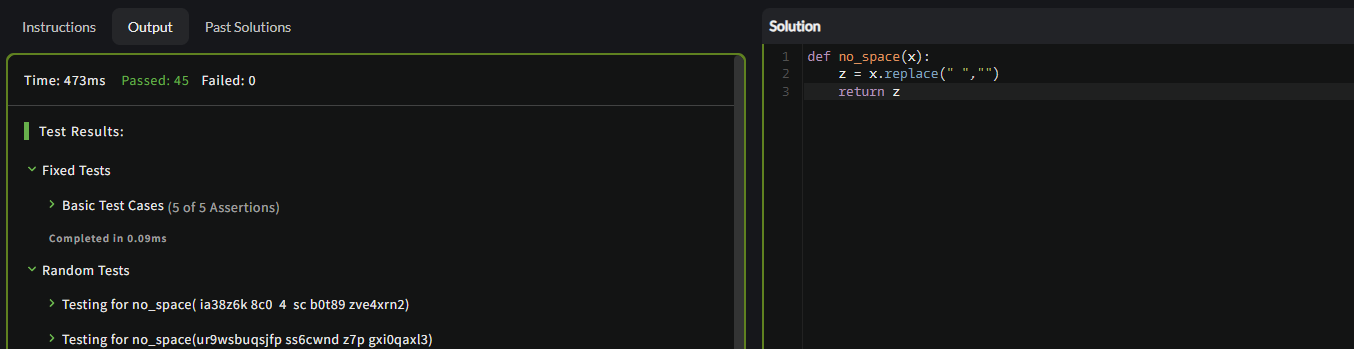 Instructions Output Past Solutions
Time: 473ms Passed: 45 Failed: 0
Test Results:
Fixed Tests
Basic Test Cases (5 of 5 Assertions)
Completed in 0.09ms
Random Tests
Testing for no_space( ia38z6k 8c0  4  sc b0t89 zve4xrn2)
Testing for no_space(ur9wsbuqsjfp ss6cwnd z7p gxi0qaxl3)
Solution
1 def no_space(x):
2     z = x.replace(" ","")
3     return z